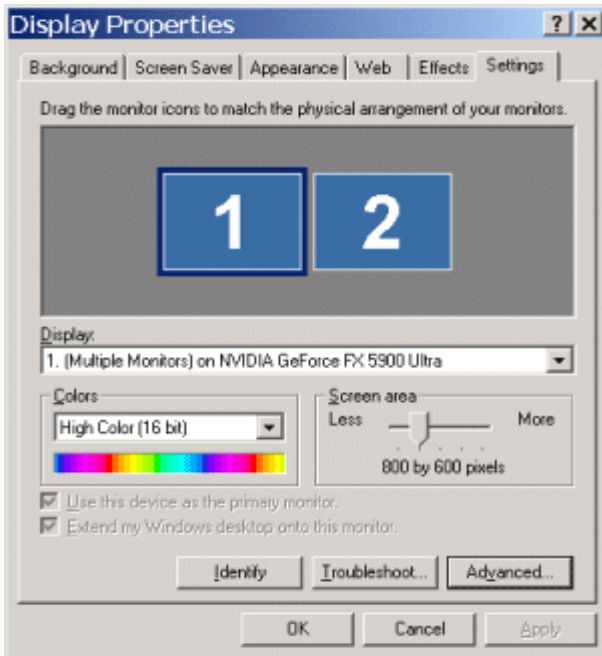 Display Properties ? X
Background Screen Saver Appearance Web Effects Settings
Drag the monitor icons to match the physical arrangement of your monitors.
1 2
Display:
1. (Multiple Monitors) on NVIDIA GeForce FX 5900 Ultra
Colors Screen area
High Color (16 bit) Less More
800 by 600 pixels
Use this device as the primary monitor.
Extend my Windows desktop onto this monitor.
Identify Troubleshoot... Advanced...
OK Cancel Apply